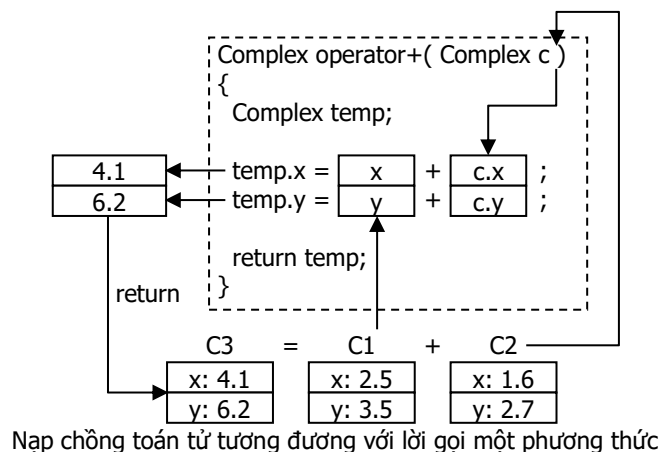 Complex operator+( Complex c )
{
Complex temp;
4.1 temp.x = x + c.x ;
6.2 temp.y = y + c.y ;
return temp;
return }
C3 = C1 + C2
x: 4.1 x: 2.5 x: 1.6
y: 6.2 y: 3.5 y: 2.7
Nạp chồng toán tử tương đương với lời gọi một phương thức